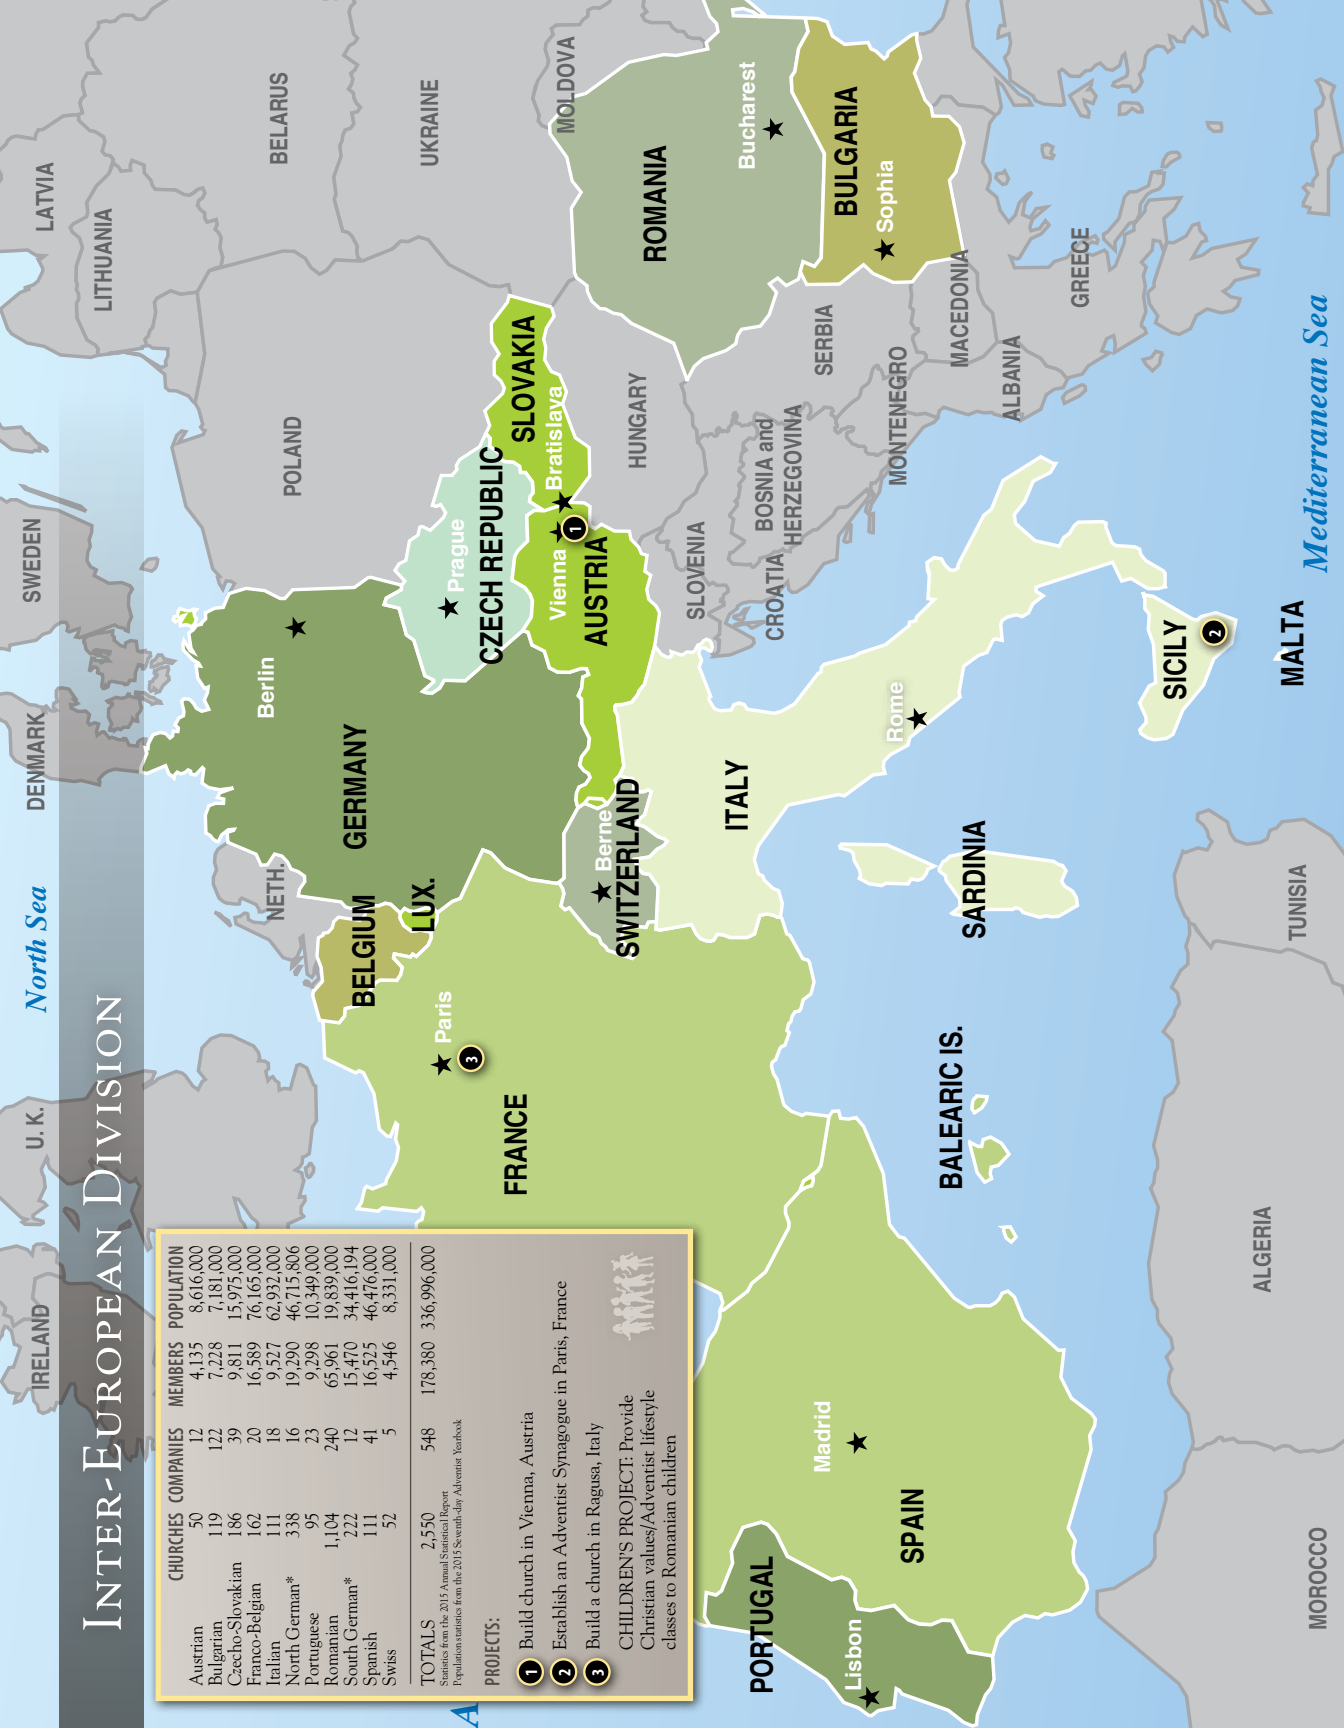 INTER-EUROPEAN DIVISION
CHURCHES COMPANIES MEMBERS POPULATION
Austrian 50 12 4,135 8,616,000
Bulgarian 119 122 7,228 7,181,000
Czecho-Slovakian 186 39 9,811 15,975,000
Franco-Belgian 162 20 16,589 76,165,000
Italian 111 18 9,527 62,932,000
North German* 338 16 19,290 46,715,806
Portuguese 95 23 9,298 10,349,000
Romanian 1,104 240 65,961 19,839,000
South German* 222 12 15,470 34,416,194
Spanish 111 41 16,525 46,476,000
Swiss 52 5 4,546 8,331,000
TOTALS 2,550 548 178,380 336,996,000
Statistics from the 2015 Annual Statistical Report
Population statistics from the 2015 Seventh-day Adventist Yearbook
PROJECTS:
1 Build church in Vienna, Austria
2 Establish an Adventist Synagogue in Paris, France
3 Build a church in Ragusa, Italy
CHILDREN'S PROJECT: Provide
Christian values/Adventist lifestyle
classes to Romanian children
A
IRELAND
U. K.
North Sea
DENMARK
SWEDEN
LATVIA
LITHUANIA
BELARUS
POLAND
UKRAINE
MOLDOVA
NETH.
Berlin
GERMANY
BELGIUM
LUX.
Paris
3
FRANCE
Prague
CZECH REPUBLIC
SLOVAKIA
Bratislava
Vienna
1
AUSTRIA
Berne
SWITZERLAND
HUNGARY
ROMANIA
Bucharest
SLOVENIA
CROATIA
BOSNIA and
HERZEGOVINA
SERBIA
MONTENEGRO
BULGARIA
Sophia
MACEDONIA
ALBANIA
GREECE
ITALY
Rome
SARDINIA
SICILY
2
MALTA
Mediterranean Sea
BALEARIC IS.
PORTUGAL
Lisbon
Madrid
SPAIN
MOROCCO
ALGERIA
TUNISIA